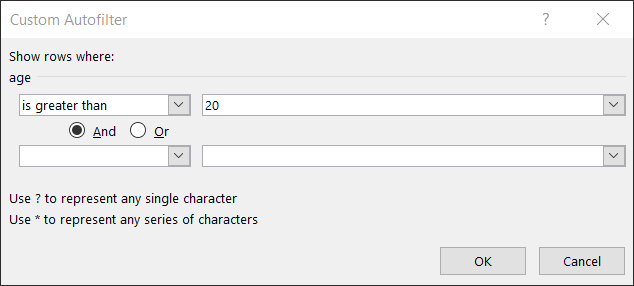 Custom Autofilter ?
Show rows where:
age
is greater than 20
And Or
Use ? to represent any single character
Use * to represent any series of characters
OK Cancel